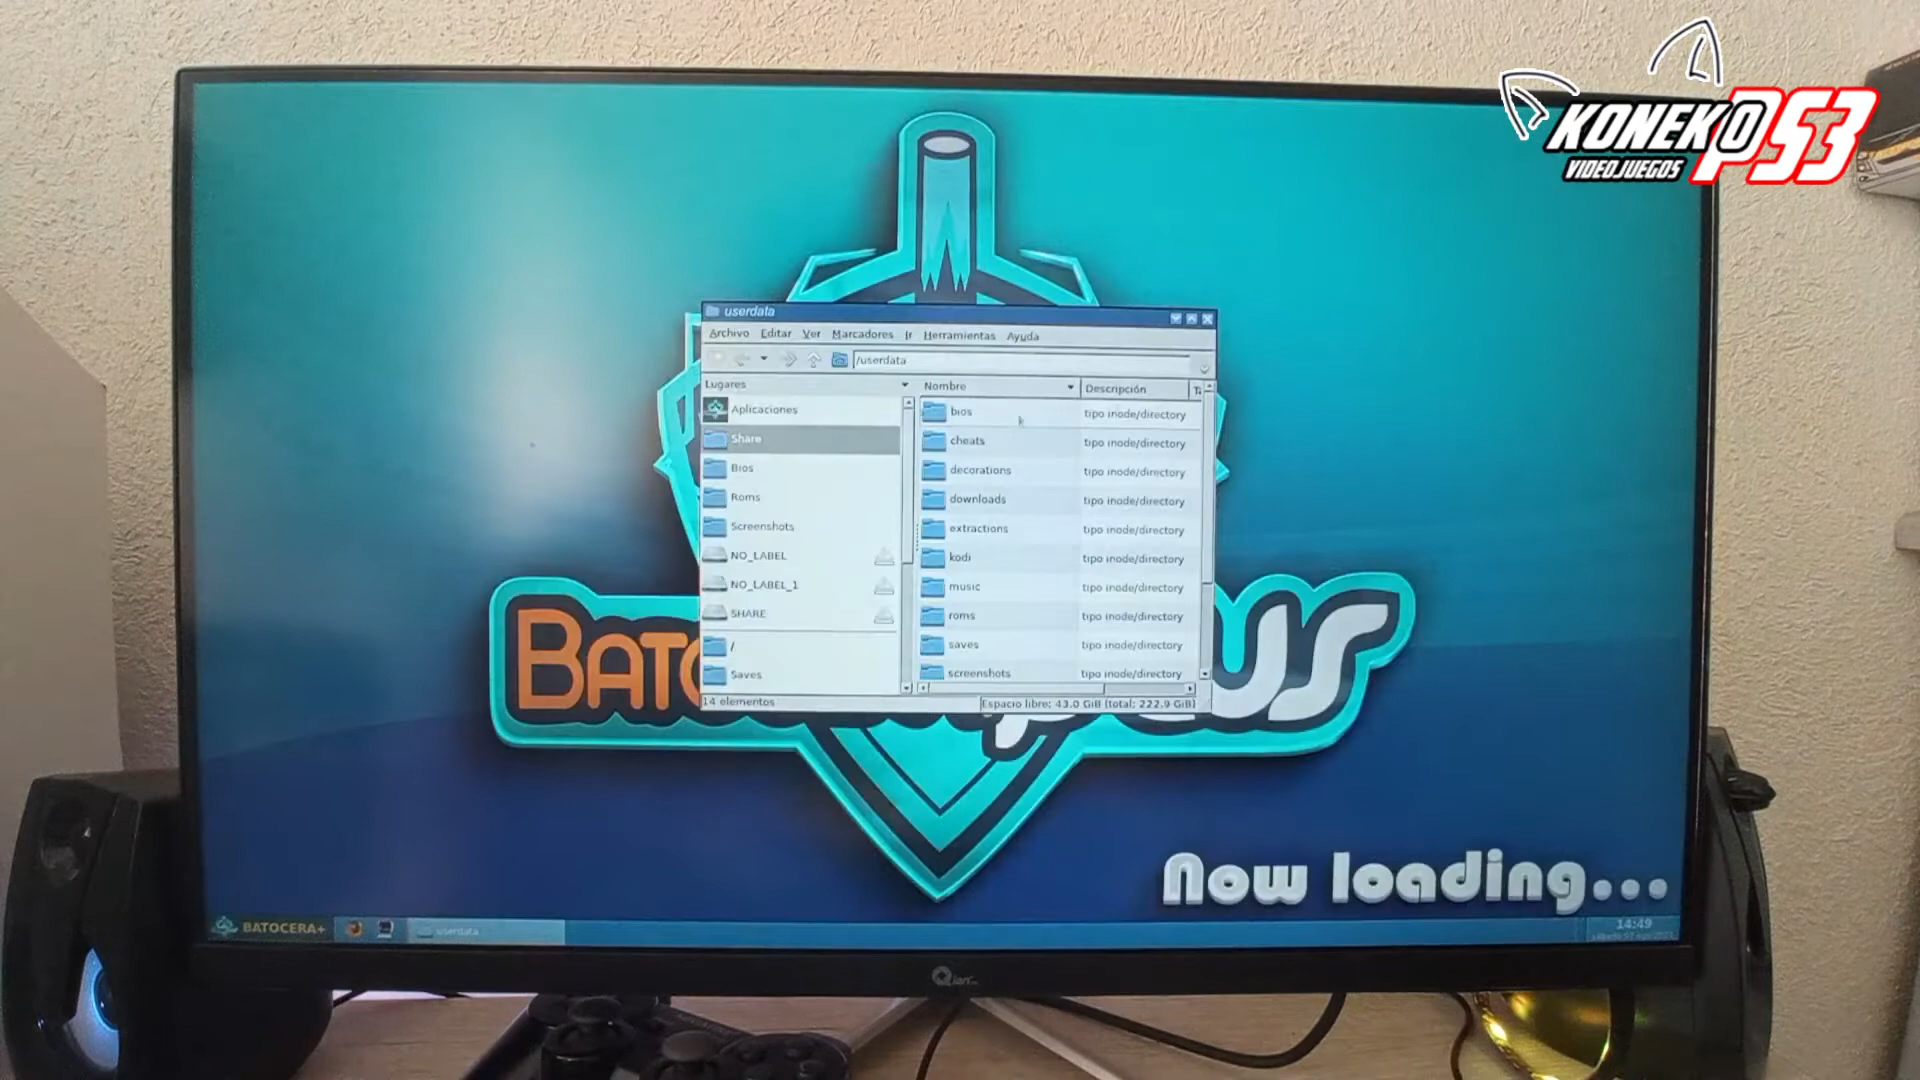 KONEKO PS3
VIDEOJUEGOS
userdata
Archivo Editar Ver Marcadores Ir Herramientas Ayuda
/userdata
Lugares
Nombre Descripción
Aplicaciones
bios tipo inode/directory
Share
cheats tipo inode/directory
Bios
decorations tipo inode/directory
Roms
downloads tipo inode/directory
Screenshots
extractions tipo inode/directory
NO_LABEL
kodi tipo inode/directory
NO_LABEL_1
music tipo inode/directory
SHARE
roms tipo inode/directory
/
saves tipo inode/directory
Saves
screenshots tipo inode/directory
14 elementos Espacio libre: 43.0 GiB (total: 222.9 GiB)
BATO
US
Now loading...
BATOCERA+ userdata 14:49
Qian